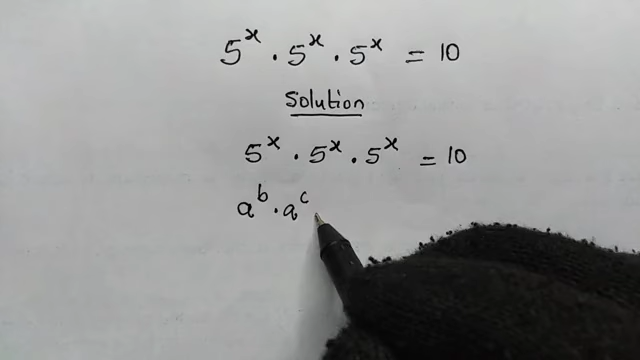 5^x · 5^x · 5^x = 10
Solution
5^x · 5^x · 5^x = 10
a^b · a^c